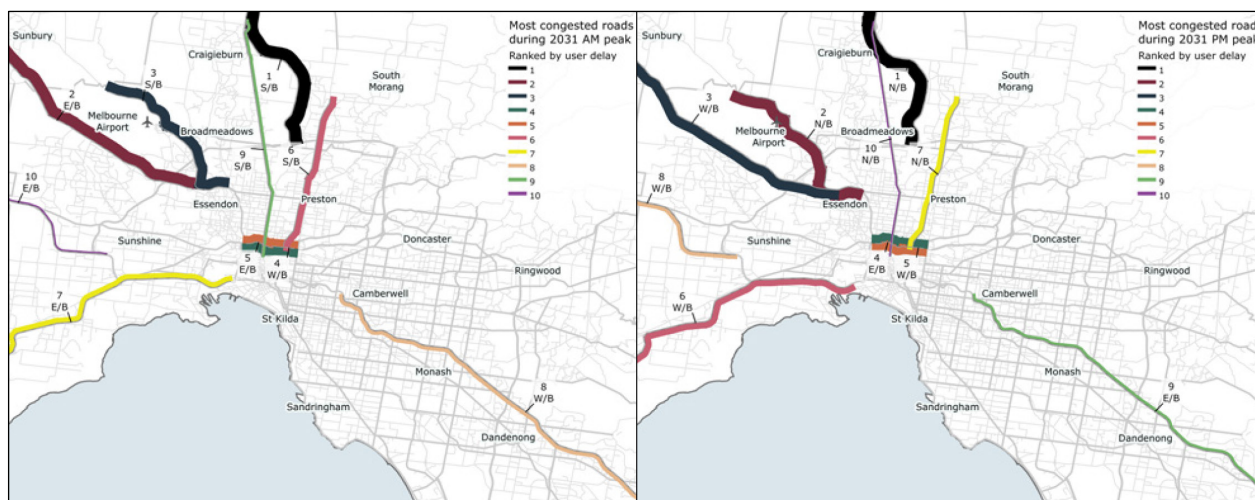 Most congested roads
during 2031 AM peak
Ranked by user delay
1
2
3
4
5
6
7
8
9
10
Sunbury
Craigieburn
3
S/B
1
S/B
South
Morang
2
E/B
Melbourne
Airport
Broadmeadows
9
S/B
6
S/B
10
E/B
Essendon
Preston
Sunshine
Doncaster
5
E/B
4
W/B
Ringwood
7
E/B
Camberwell
St Kilda
Monash
8
W/B
Sandringham
Dandenong
Most congested roads
during 2031 PM peak
Ranked by user delay
1
2
3
4
5
6
7
8
9
10
Sunbury
Craigieburn
1
N/B
South
Morang
3
W/B
Melbourne
Airport
2
N/B
Broadmeadows
10
N/B
7
N/B
8
W/B
Essendon
Preston
Sunshine
Doncaster
4
E/B
5
W/B
Ringwood
6
W/B
Camberwell
St Kilda
Monash
9
E/B
Sandringham
Dandenong